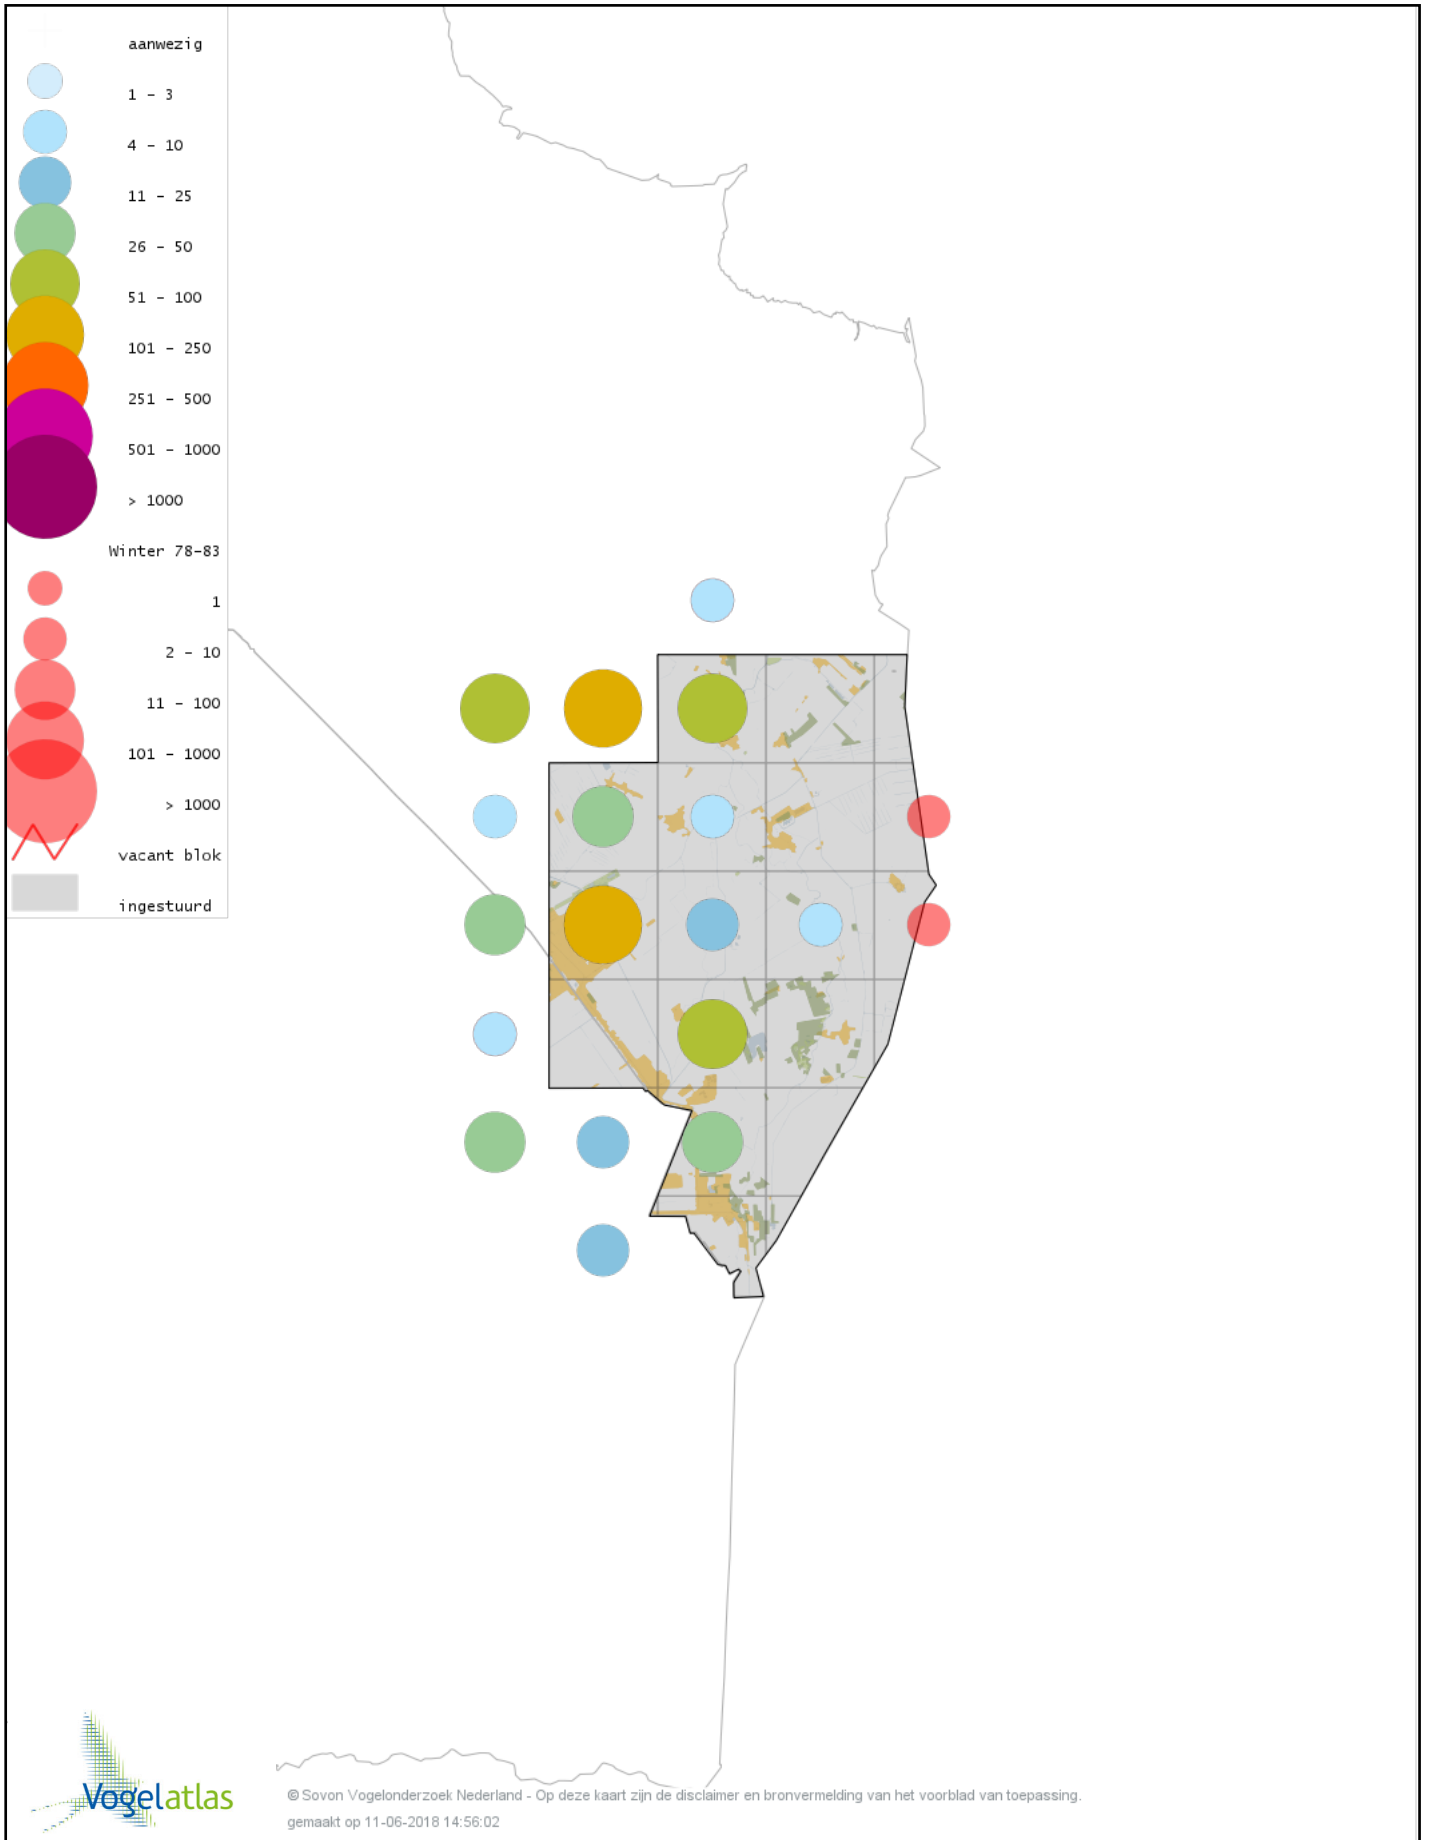 aanwezig
1 - 3
4 - 10
11 - 25
26 - 50
51 - 100
101 - 250
251 - 500
501 - 1000
> 1000
Winter 78-83
1
2 - 10
11 - 100
101 - 1000
> 1000
vacant blok
ingestuurd
Vogelatlas
© Sovon Vogelonderzoek Nederland - Op deze kaart zijn de disclaimer en bronvermelding van het voorblad van toepassing.
gemaakt op 11-06-2018 14:56:02